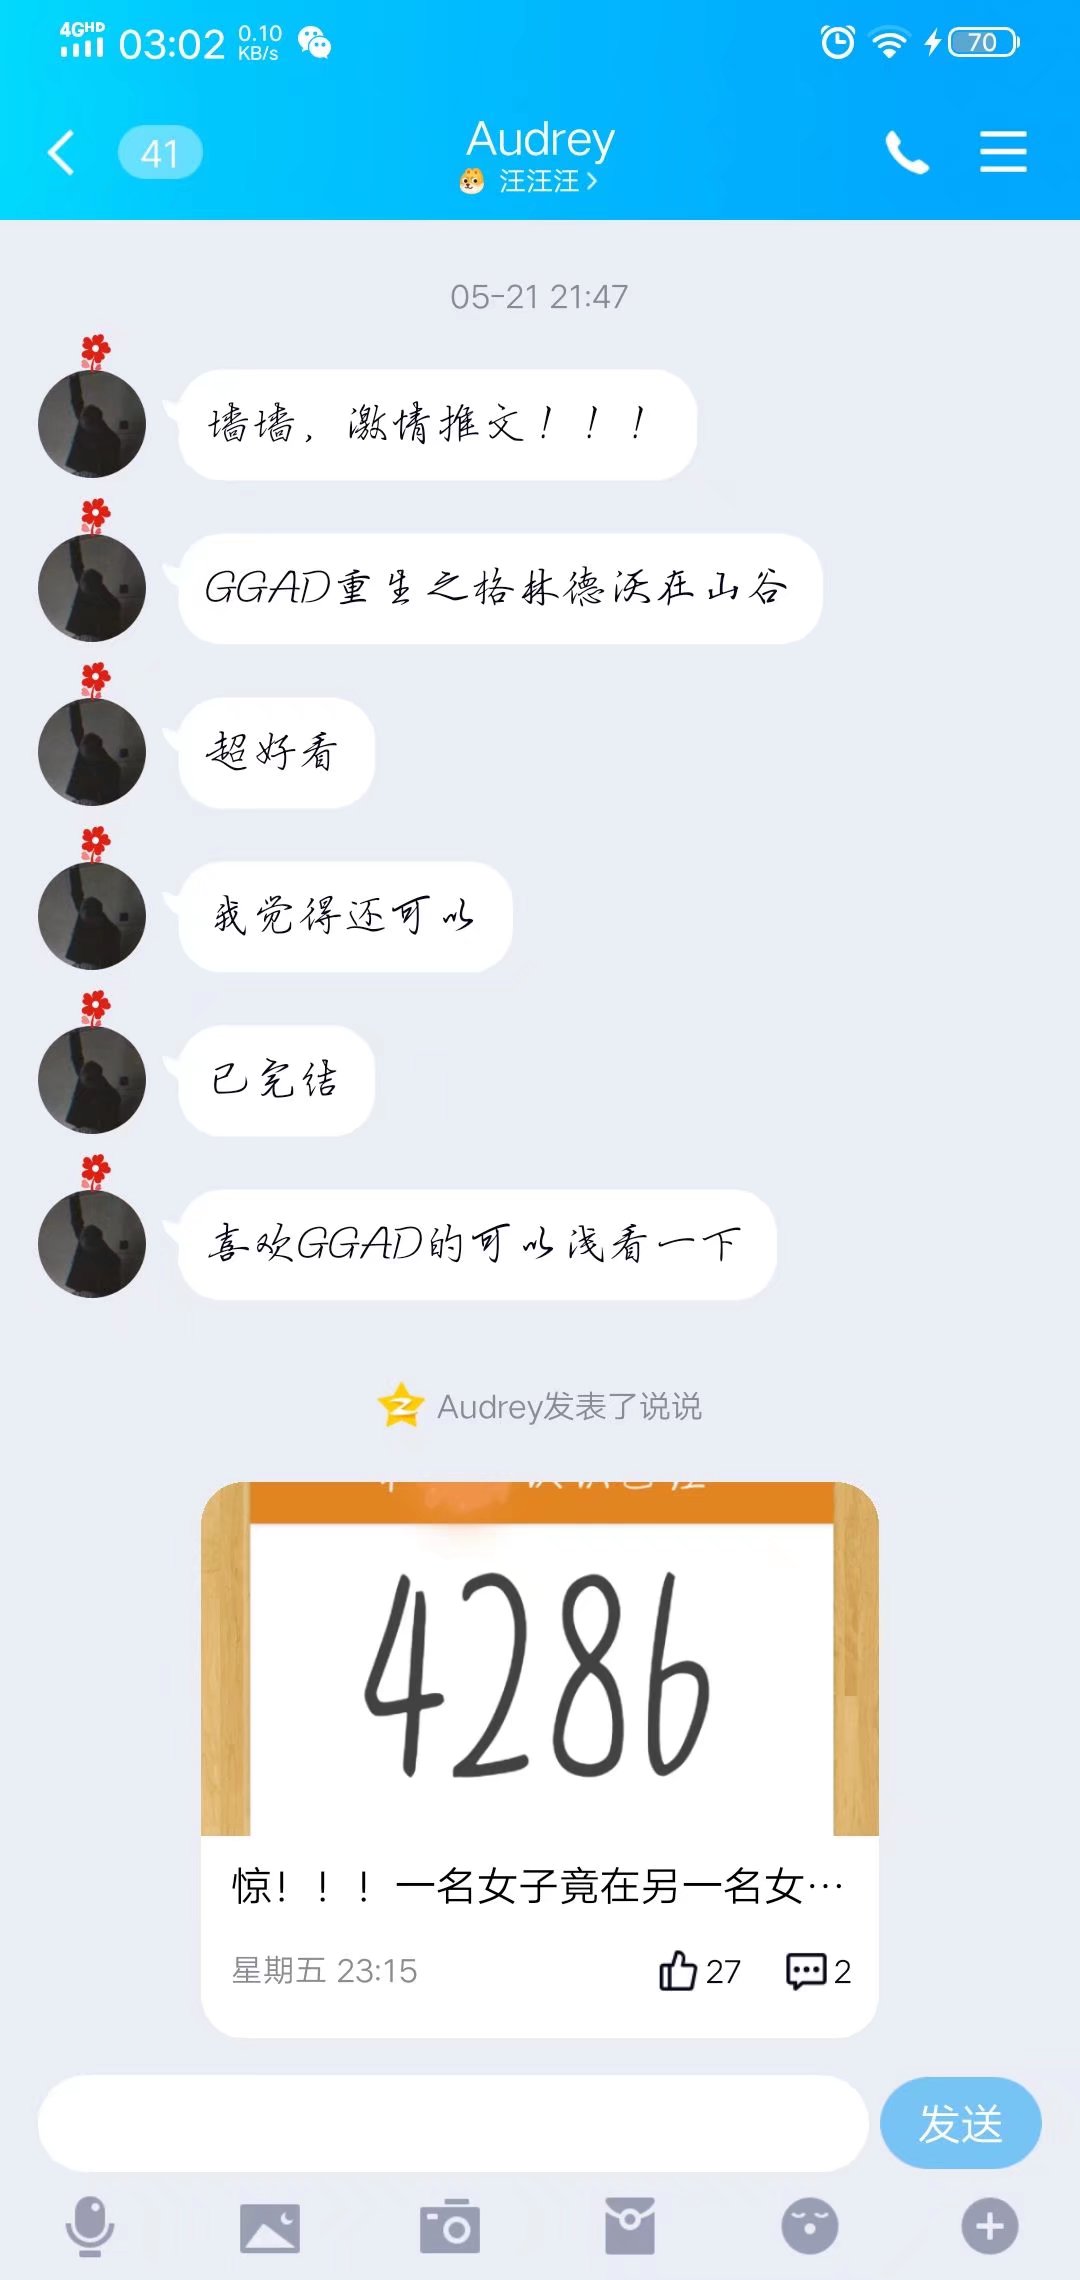 4GHD
03:02
0.10
KB/s
70
41
Audrey
汪汪汪
05-21 21:47
墙墙，激情推文！！！
GGAD重生之格林德沃在山谷
超好看
我觉得还可以
已完结
喜欢GGAD的可以浅看一下
Audrey发表了说说
4286
惊！！！一名女子竟在另一名女…
星期五 23:15
27
2
发送